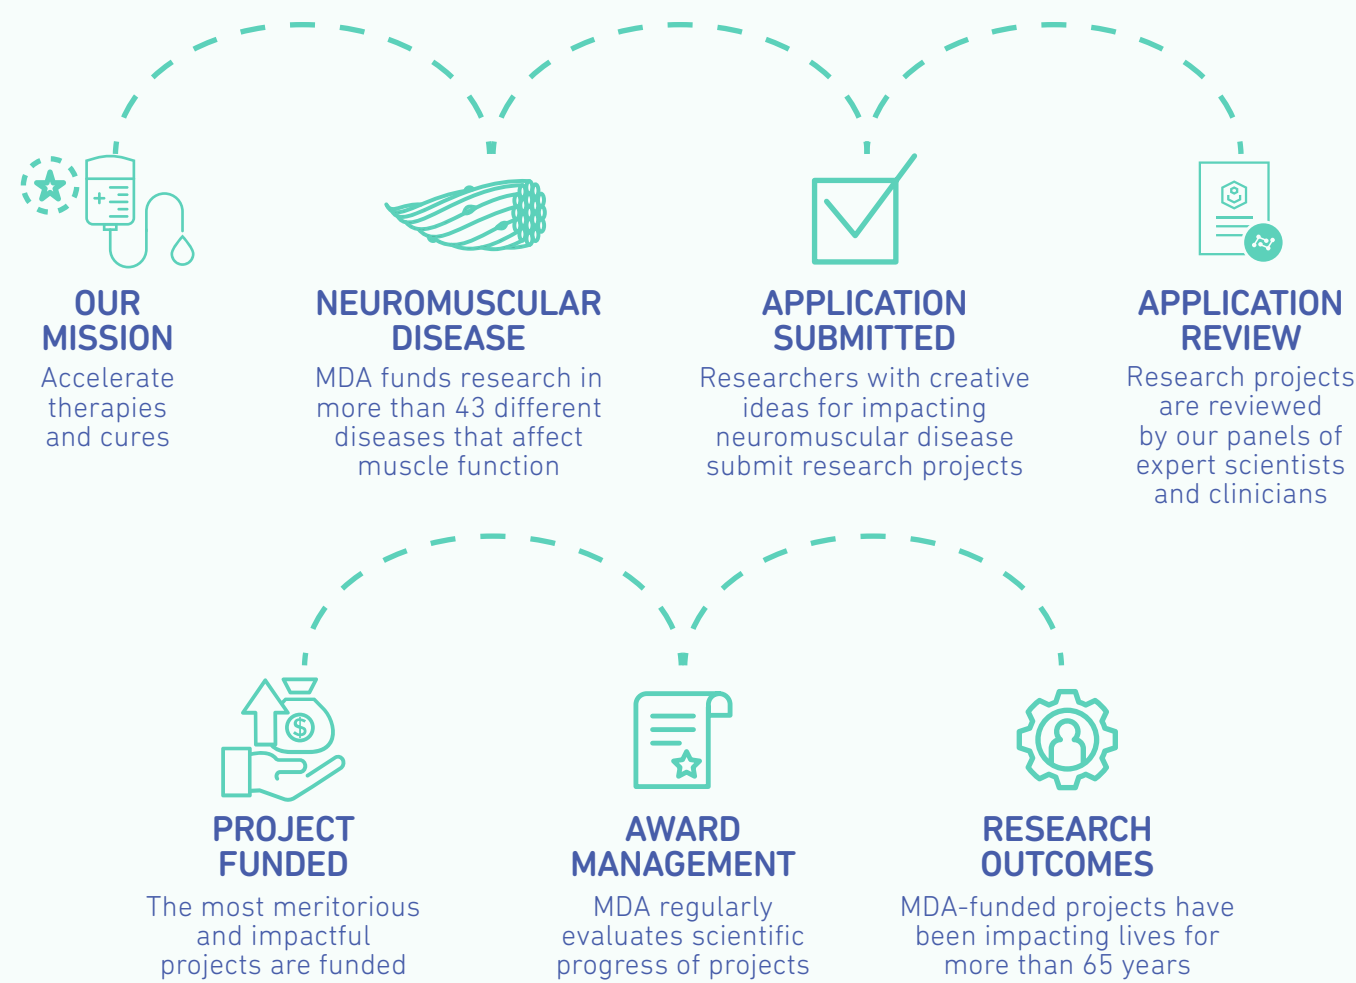 OUR
MISSION
Accelerate
therapies
and cures
NEUROMUSCULAR
DISEASE
MDA funds research in
more than 43 different
diseases that affect
muscle function
APPLICATION
SUBMITTED
Researchers with creative
ideas for impacting
neuromuscular disease
submit research projects
APPLICATION
REVIEW
Research projects
are reviewed
by our panels of
expert scientists
and clinicians
$
PROJECT
FUNDED
The most meritorious
and impactful
projects are funded
AWARD
MANAGEMENT
MDA regularly
evaluates scientific
progress of projects
RESEARCH
OUTCOMES
MDA-funded projects have
been impacting lives for
more than 65 years